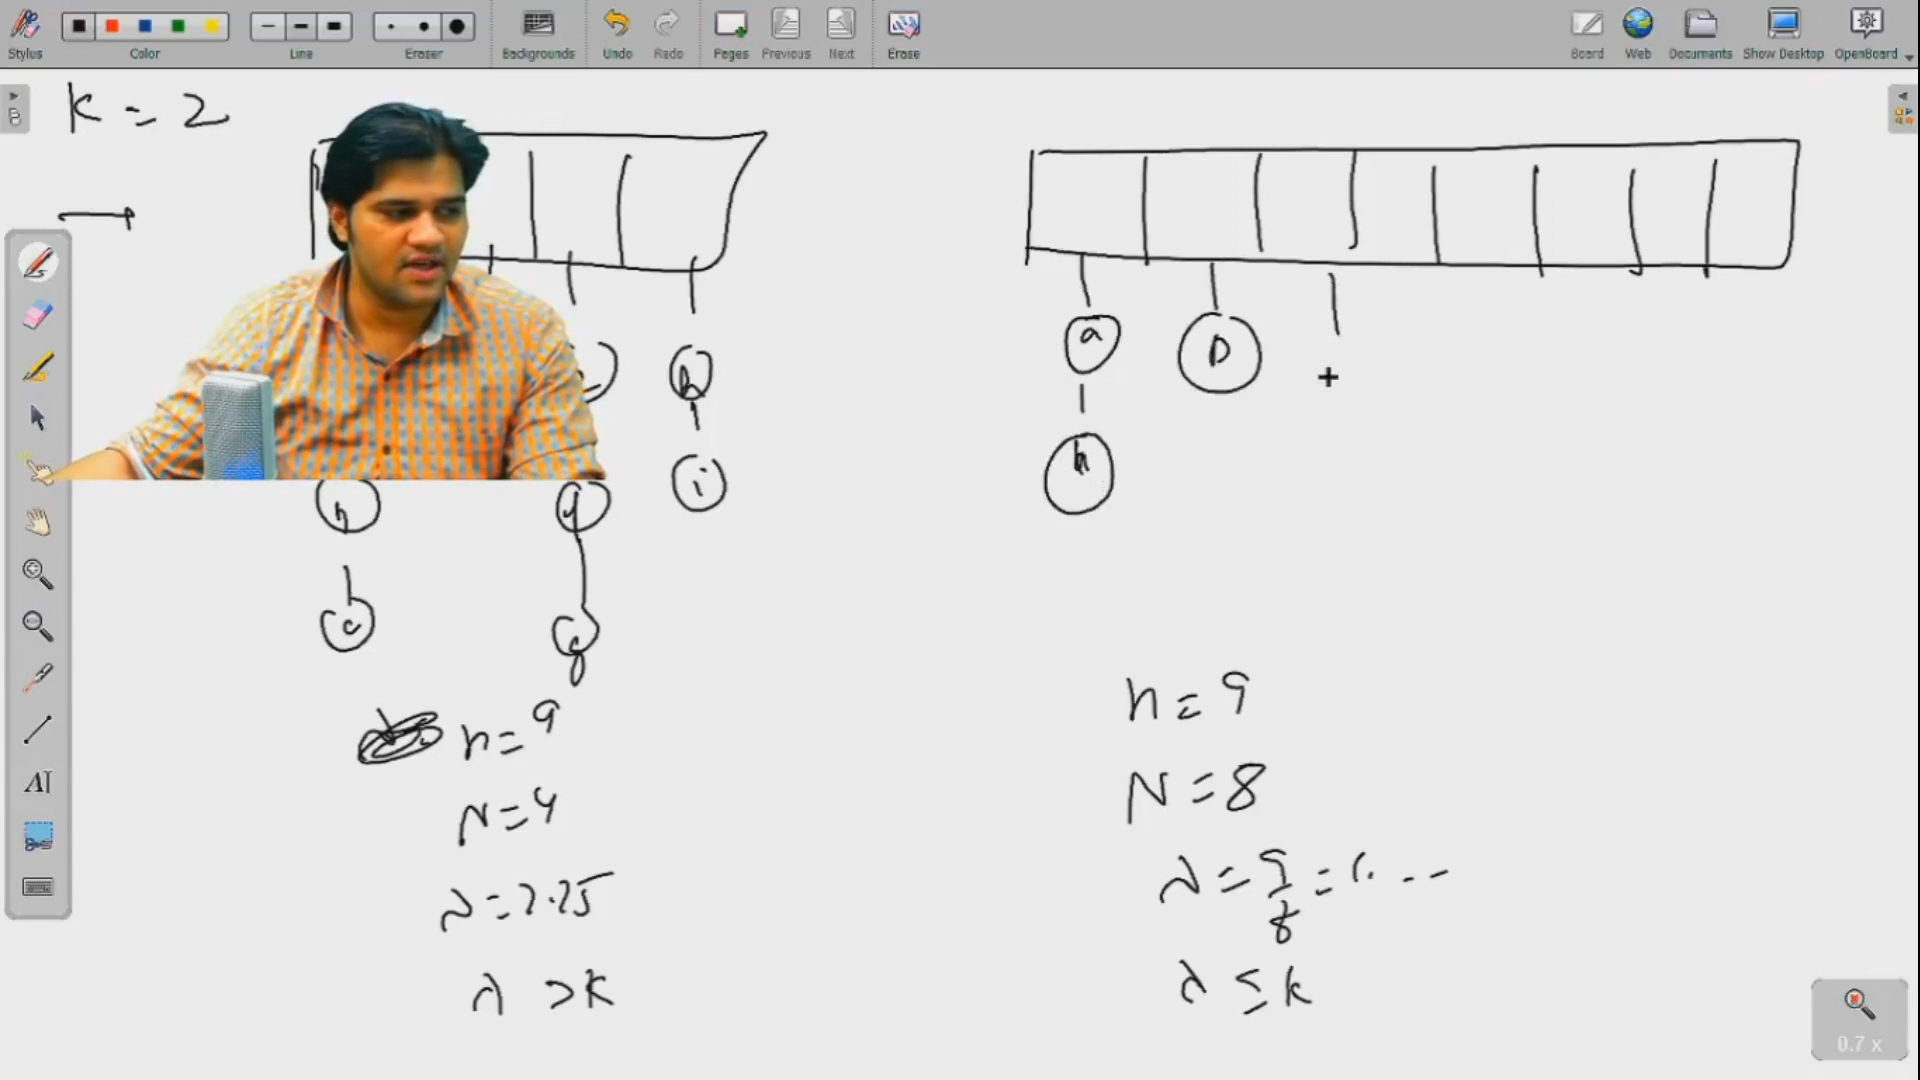 Stylus
Color
Line
Eraser
Backgrounds
Undo
Redo
Pages
Previous
Next
Erase
Board
Web
Documents
Show Desktop
OpenBoard
B
K = 2
a
D
h
i
h
h
c
g
n = 9
N = 4
λ = 2.25
λ > K
n = 9
N = 8
λ = 9/8 = 1. --
λ ≤ k
AI
0.7 x